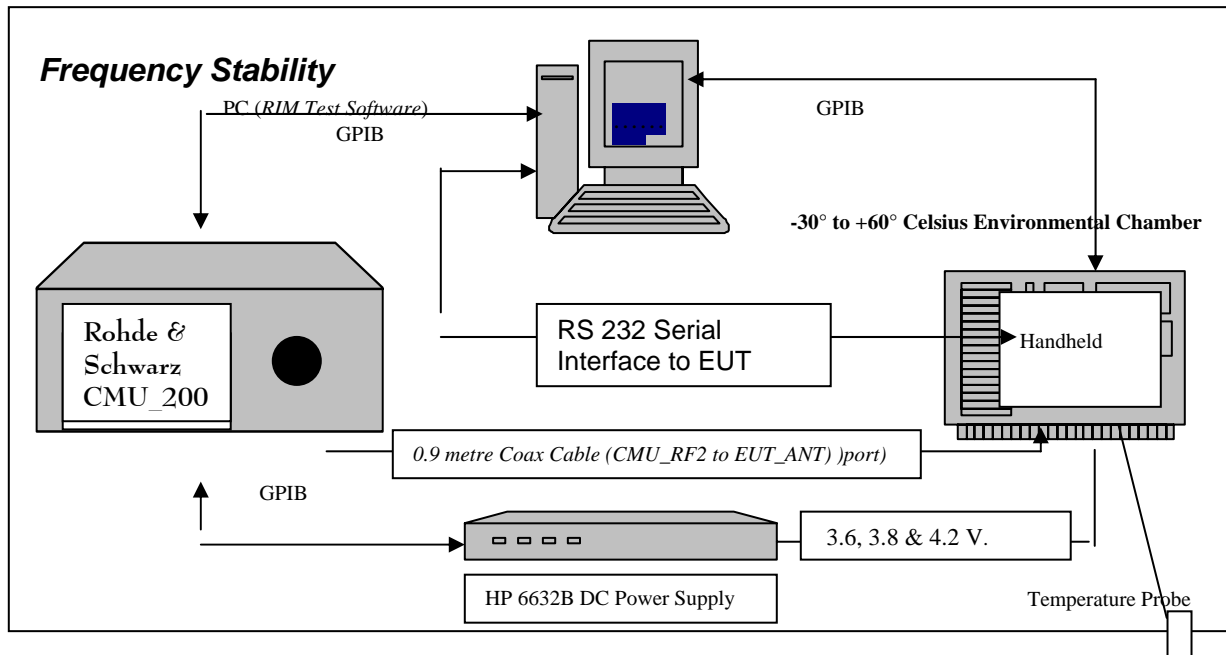 Frequency Stability
PC (RIM Test Software)
GPIB
GPIB
-30° to +60° Celsius Environmental Chamber
Rohde &
Schwarz
CMU_200
RS 232 Serial
Interface to EUT
Handheld
0.9 metre Coax Cable (CMU_RF2 to EUT_ANT) )port)
GPIB
3.6, 3.8 & 4.2 V.
HP 6632B DC Power Supply
Temperature Probe